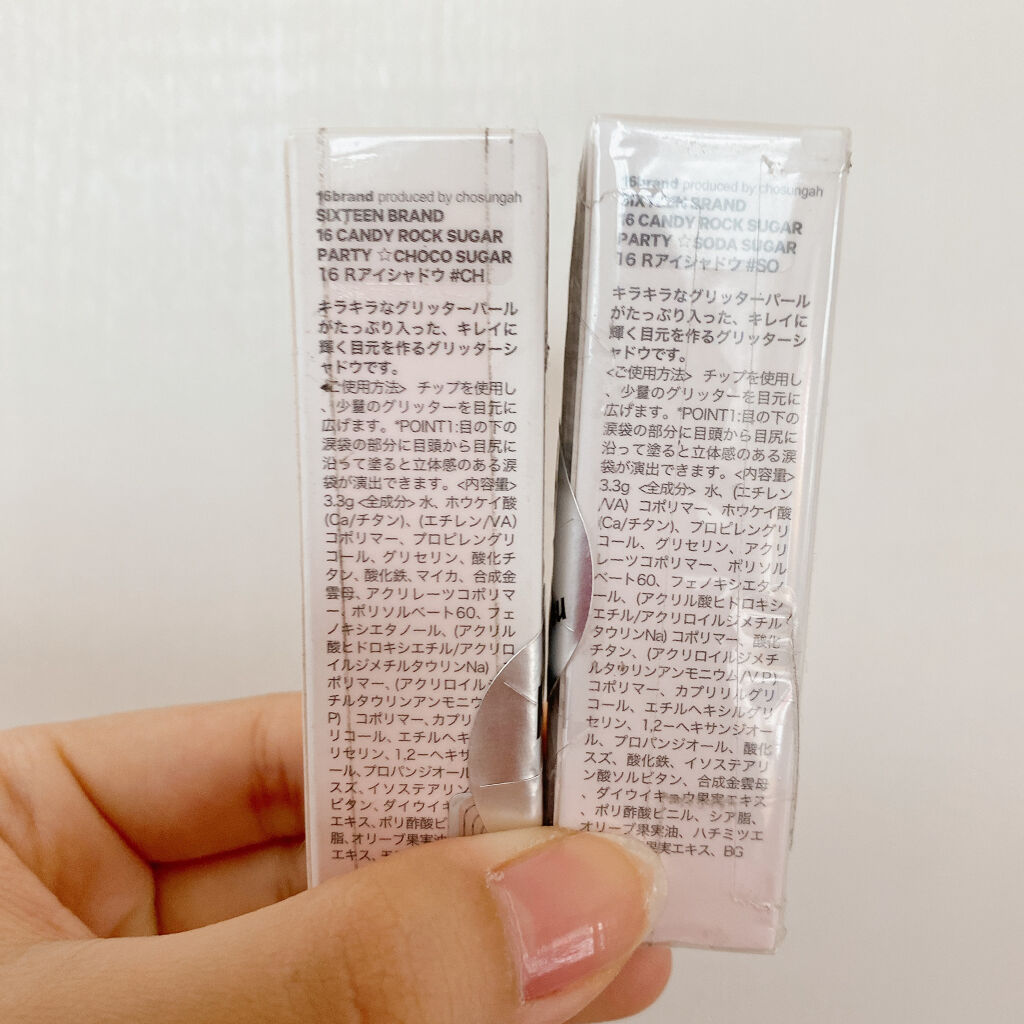 16brand produced by chosungah
SIXTEEN BRAND
16 CANDY ROCK SUGAR
PARTY ☆CHOCO SUGAR
16 Rアイシャドウ #CH
キラキラなグリッターパール
がたっぷり入った、キレイに
輝く目元を作るグリッターシ
ャドウです。
<ご使用方法> チップを使用し
、少量のグリッターを目元に
広げます。*POINT1:目の下の
涙袋の部分に目頭から目尻に
沿って塗ると立体感のある涙
袋が演出できます。<内容量>
3.3g <全成分> 水、ホウケイ酸
(Ca/チタン)、(エチレン/VA)
コポリマー、プロピレングリ
コール、グリセリン、酸化チ
タン、酸化鉄、マイカ、合成金
雲母、アクリレーツコポリマ
ー、ポリソルベート60、フェ
ノキシエタノール、(アクリル
酸ヒドロキシエチル/アクリロ
イルジメチルタウリンNa)
ポリマー、(アクリロイルジ
チルタウリンアンモニウ
P) コポリマー、カプリ
リコール、エチルヘキ
リセリン、1,2-ヘキサ
ール、プロパンジオール
スズ、イソステアリン
ビタン、ダイウイキ
エキス、ポリ酢酸ビ
脂、オリーブ果実油
エキス、モ
16brand produced by chosungah
SIXTEEN BRAND
16 CANDY ROCK SUGAR
PARTY ☆SODA SUGAR
16 Rアイシャドウ #SO
キラキラなグリッターパール
がたっぷり入った、キレイに
輝く目元を作るグリッターシ
ャドウです。
<ご使用方法> チップを使用し
、少量のグリッターを目元に
広げます。*POINT1:目の下の
涙袋の部分に目頭から目尻に
沿って塗ると立体感のある涙
袋が演出できます。<内容量>
3.3g <全成分> 水、(エチレン
/VA) コポリマー、ホウケイ酸
(Ca/チタン)、プロピレングリ
コール、グリセリン、アクリ
レーツコポリマー、ポリソル
ベート60、フェノキシエタノ
ール、(アクリル酸ヒドロキシ
エチル/アクリロイルジメチル
タウリンNa) コポリマー、酸化
チタン、(アクリロイルジメチ
ルタウリンアンモニウム/VP)
コポリマー、カプリリルグリ
コール、エチルヘキシルグリ
セリン、1,2-ヘキサンジオー
ル、プロパンジオール、酸化
スズ、酸化鉄、イソステアリ
ン酸ソルビタン、合成金雲母
、ダイウイキョウ果実エキス
、ポリ酢酸ビニル、シア脂、
オリーブ果実油、ハチミツエ
果実エキス、BG